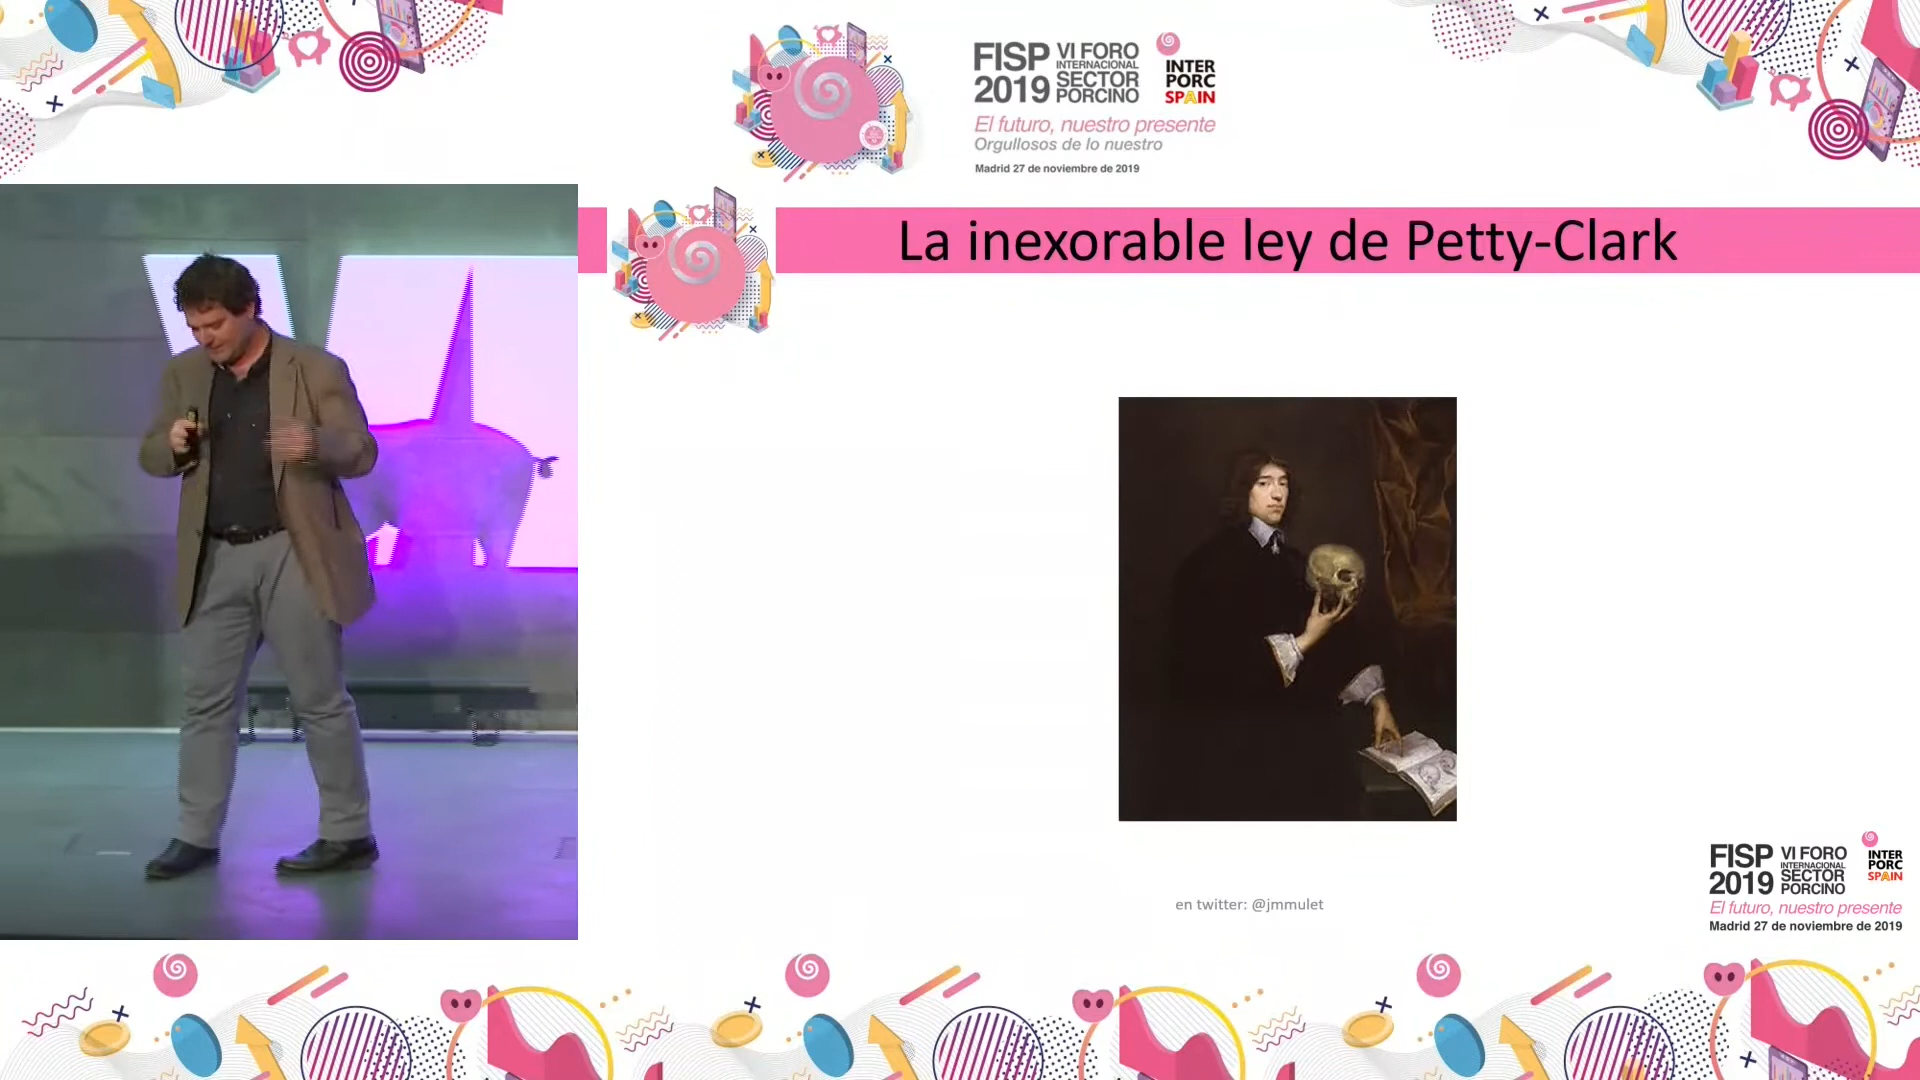 FISP VI FORO
INTERNACIONAL
2019 SECTOR
PORCINO
INTER
PORC
SPAIN
El futuro, nuestro presente
Orgullosos de lo nuestro
Madrid 27 de noviembre de 2019
La inexorable ley de Petty-Clark
en twitter: @jmmulet
FISP VI FORO
INTERNACIONAL
2019 SECTOR
PORCINO
INTER
PORC
SPAIN
El futuro, nuestro presente
Madrid 27 de noviembre de 2019